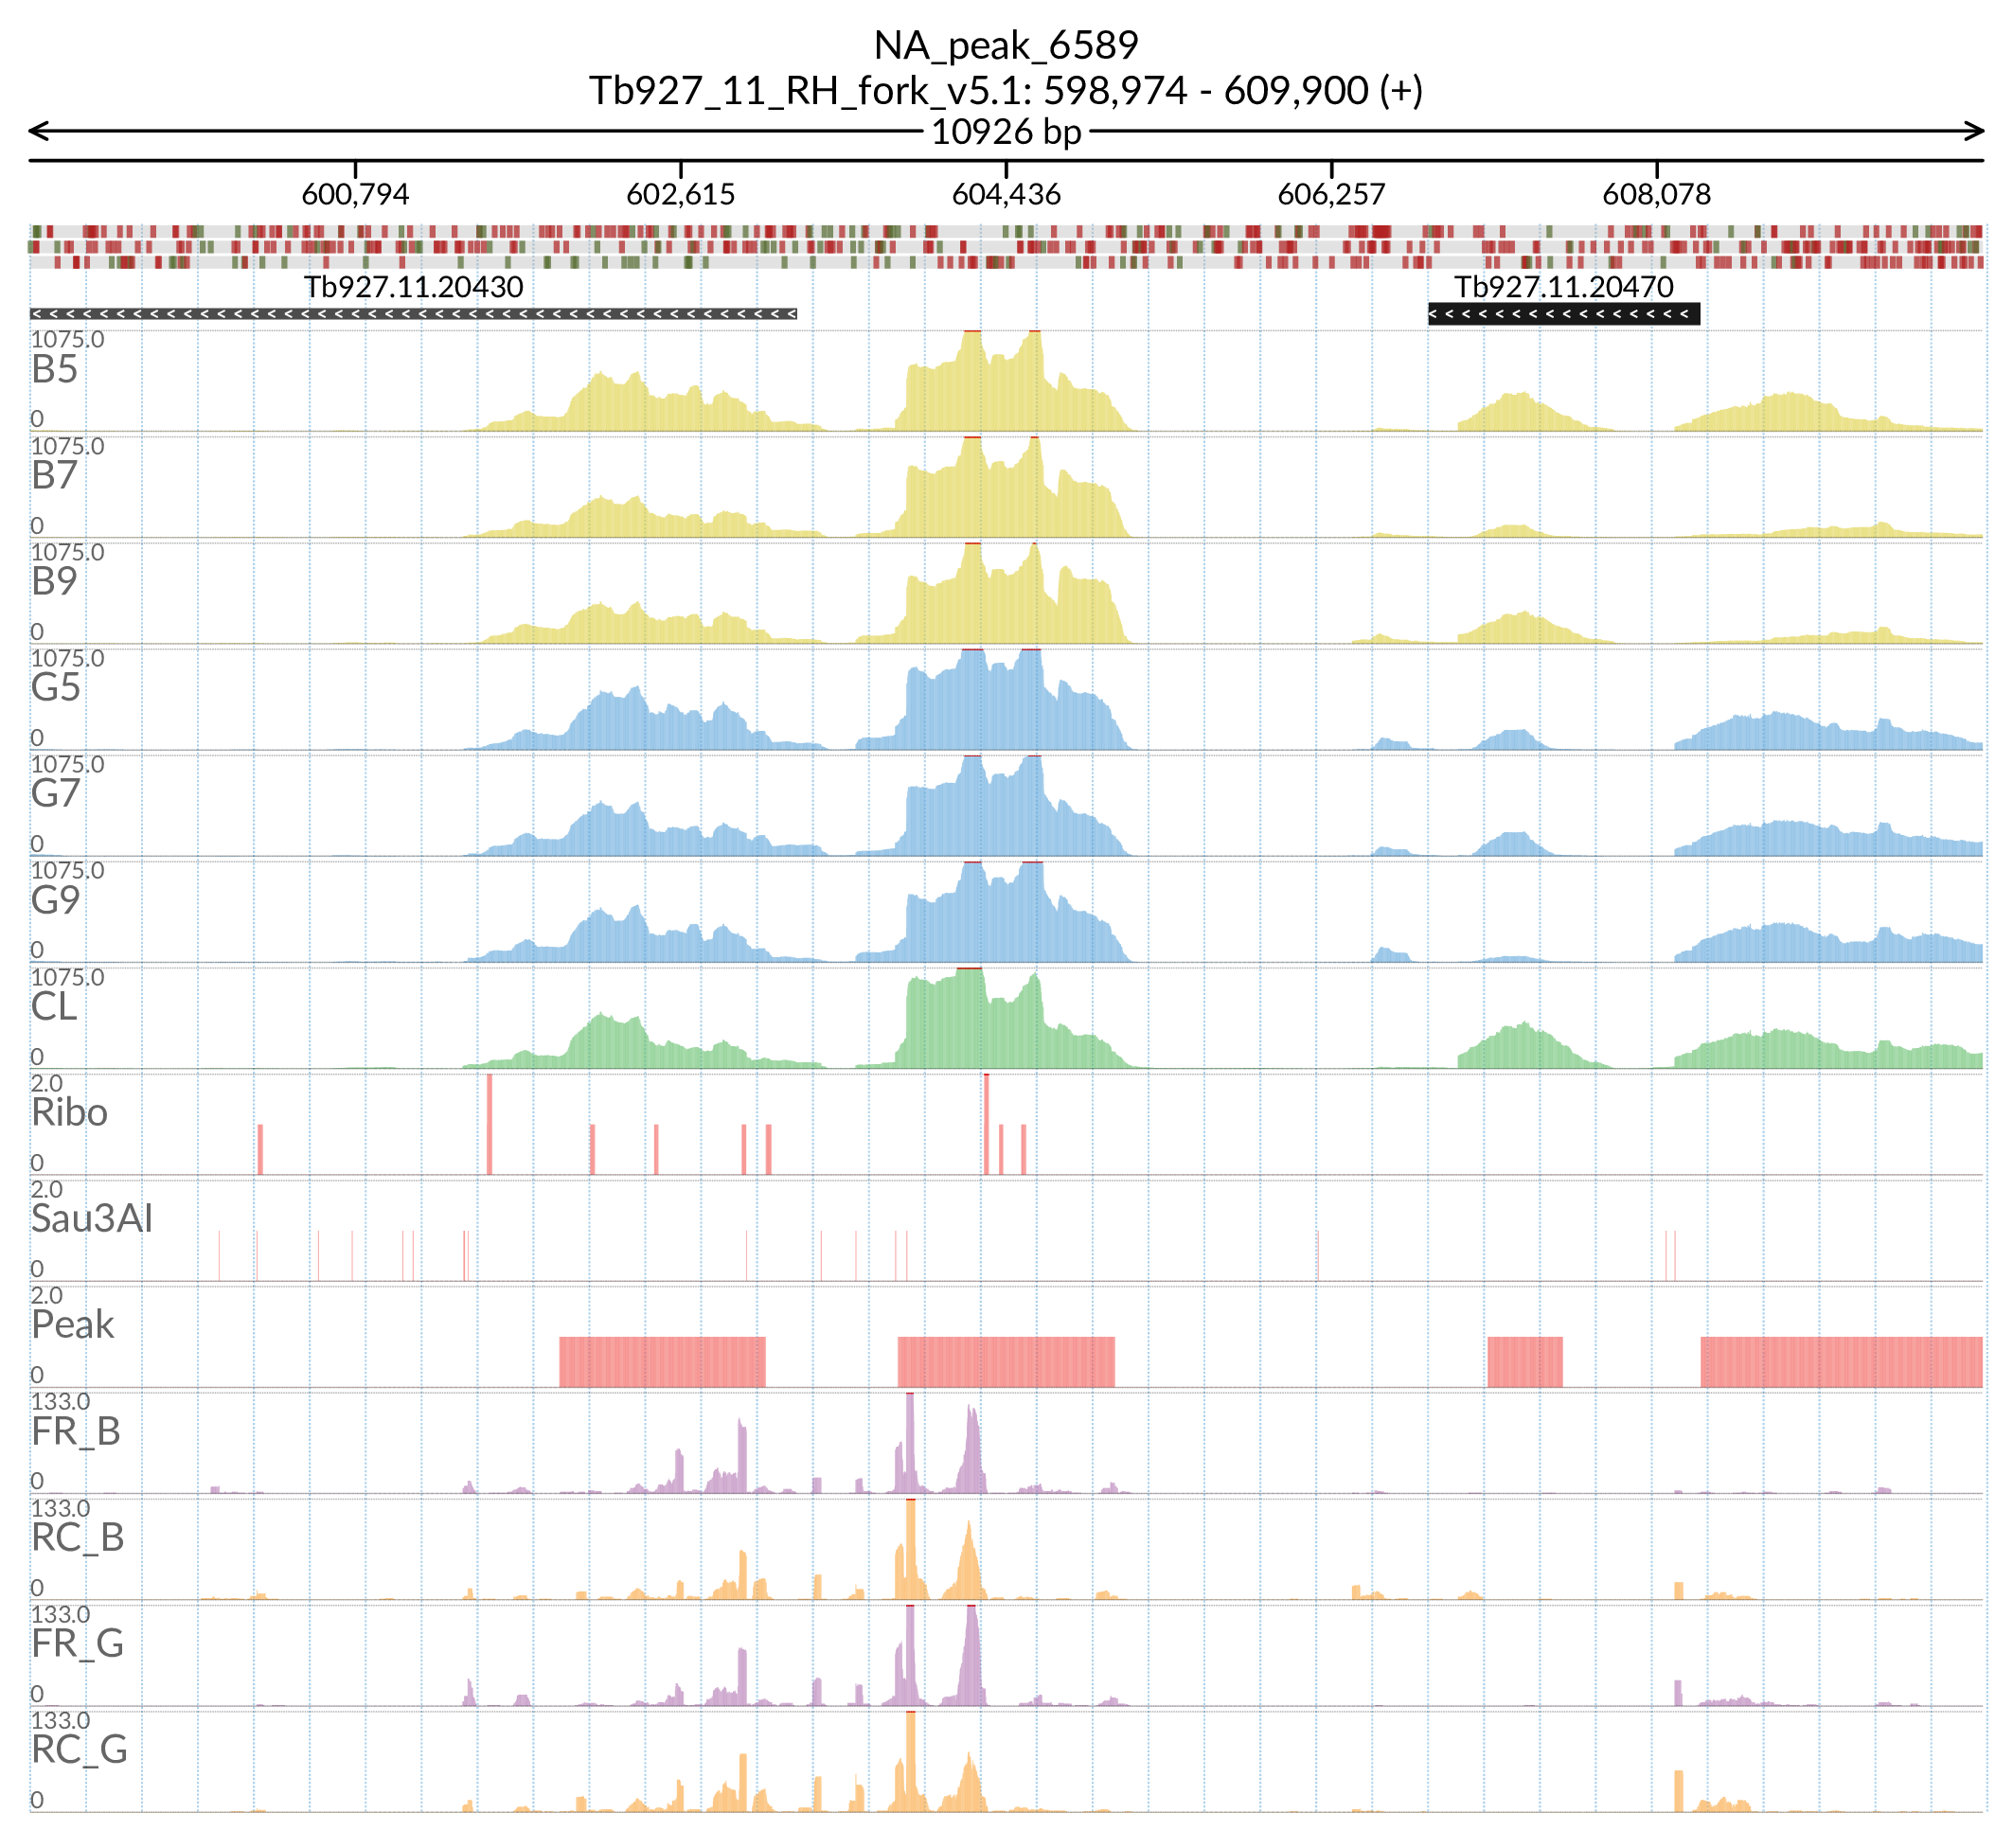 NA_peak_6589
Tb927_11_RH_fork_v5.1: 598,974 - 609,900 (+)
10926 bp
600,794 602,615 604,436 606,257 608,078
Tb927.11.20430 Tb927.11.20470
1075.0
B5
0
1075.0
B7
0
1075.0
B9
0
1075.0
G5
0
1075.0
G7
0
1075.0
G9
0
1075.0
CL
0
2.0
Ribo
0
2.0
Sau3AI
0
2.0
Peak
0
133.0
FR_B
0
133.0
RC_B
0
133.0
FR_G
0
133.0
RC_G
0